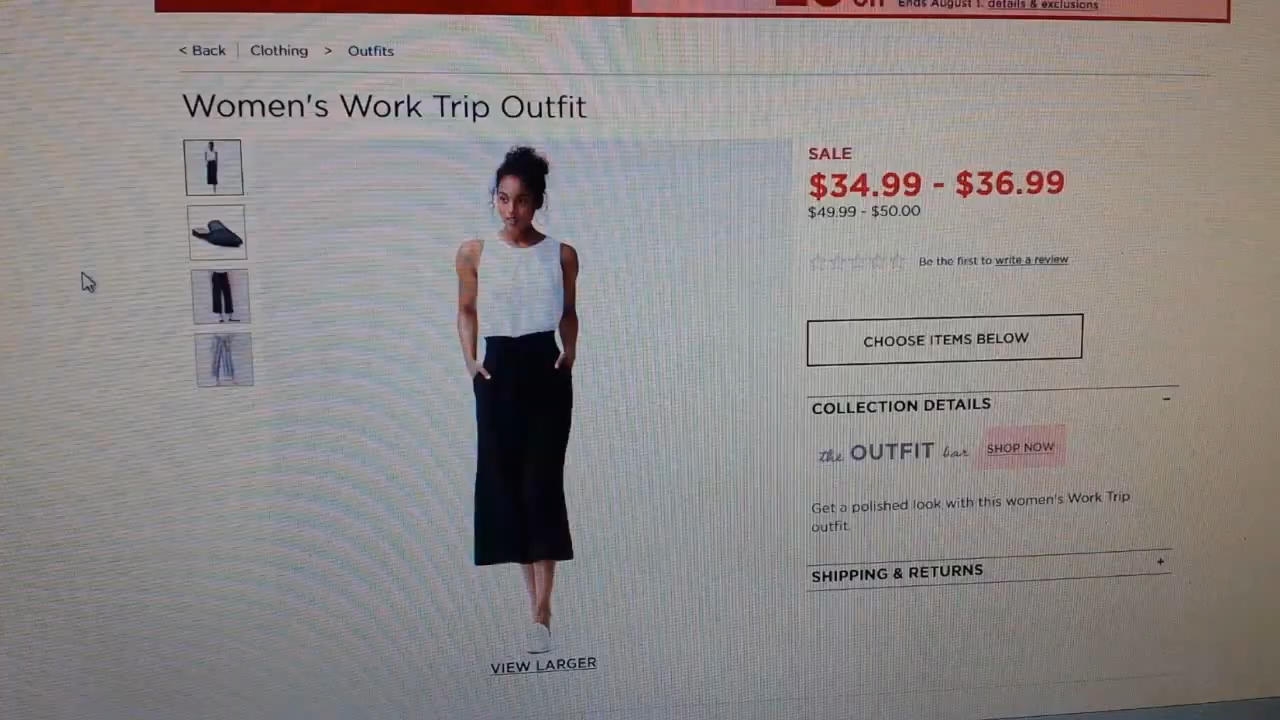 off Ends August 1. details & exclusions
< Back | Clothing > Outfits
Women's Work Trip Outfit
SALE
$34.99 - $36.99
$49.99 - $50.00
Be the first to write a review
CHOOSE ITEMS BELOW
COLLECTION DETAILS -
the OUTFIT bar SHOP NOW
Get a polished look with this women's Work Trip
outfit.
SHIPPING & RETURNS +
VIEW LARGER